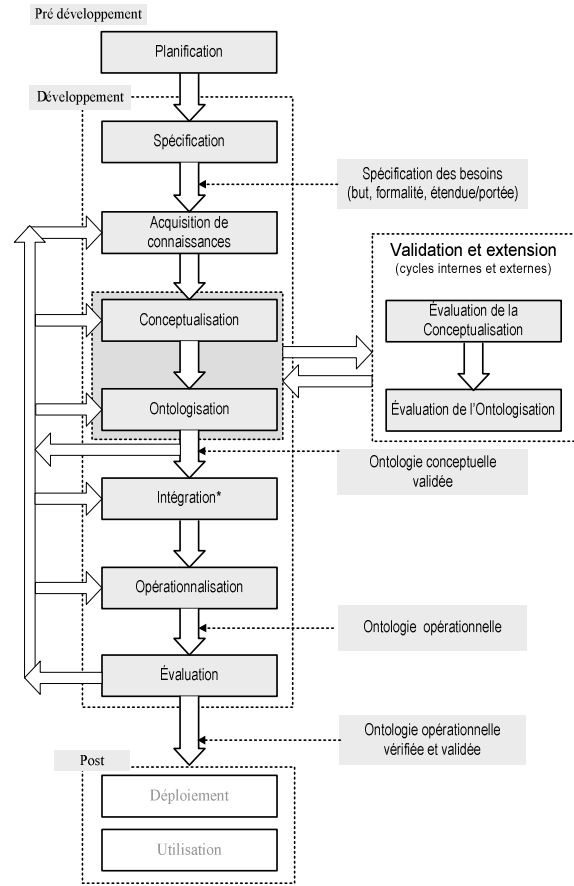 Pré développement
Planification
Développement
Spécification
Spécification des besoins
(but, formalité, étendue/portée)
Acquisition de
connaissances
Validation et extension
(cycles internes et externes)
Conceptualisation
Évaluation de la
Conceptualisation
Ontologisation
Évaluation de l'Ontologisation
Ontologie conceptuelle
validée
Intégration*
Opérationnalisation
Ontologie opérationnelle
Évaluation
Ontologie opérationnelle
vérifiée et validée
Post
Déploiement
Utilisation